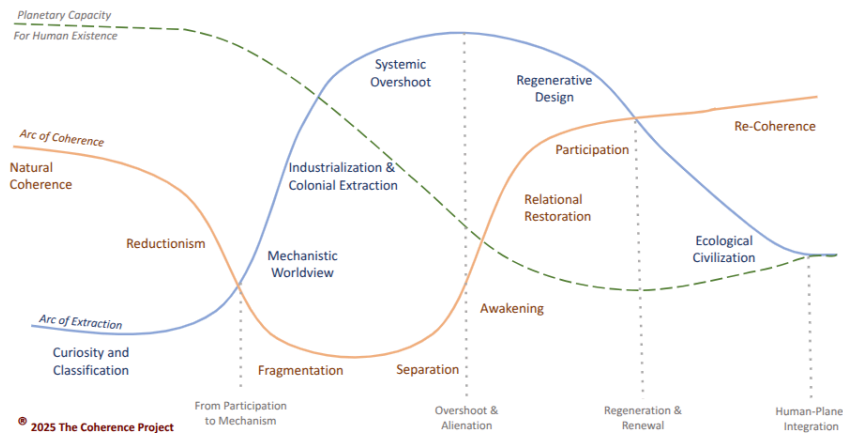 Planetary Capacity
For Human Existence
Systemic
Overshoot
Regenerative
Design
Arc of Coherence
Re-Coherence
Participation
Natural
Coherence
Industrialization &
Colonial Extraction
Relational
Restoration
Reductionism
Mechanistic
Worldview
Ecological
Civilization
Awakening
Arc of Extraction
Curiosity and
Classification
Fragmentation
Separation
From Participation
to Mechanism
Overshoot &
Alienation
Regeneration &
Renewal
Human-Plane
Integration
® 2025 The Coherence Project